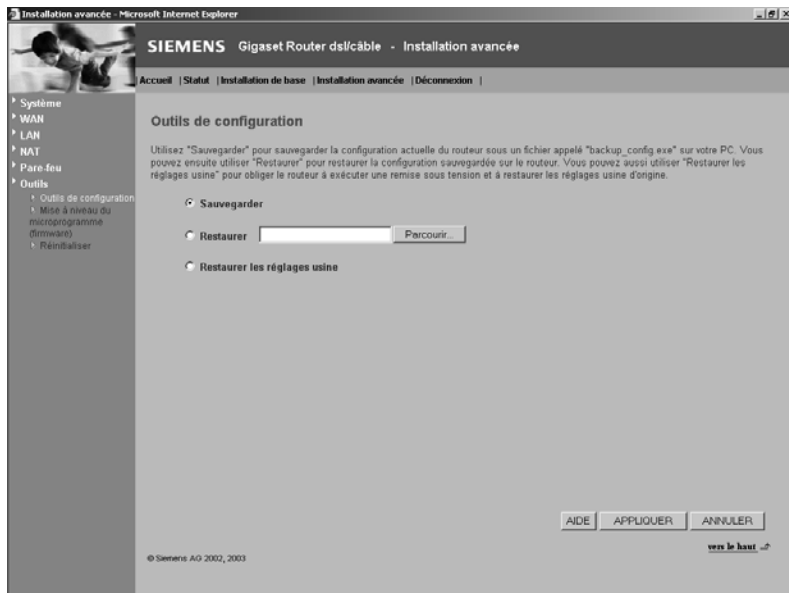 Installation avancée - Microsoft Internet Explorer
SIEMENS Gigaset Router dsl/câble - Installation avancée
Accueil | Statut | Installation de base | Installation avancée | Déconnexion |
Système
WAN
LAN
NAT
Pare-feu
Outils
Outils de configuration
Mise à niveau du
microprogramme
(firmware)
Réinitialiser
Outils de configuration
Utilisez "Sauvegarder" pour sauvegarder la configuration actuelle du routeur sous un fichier appelé "backup_config.exe" sur votre PC. Vous
pouvez ensuite utiliser "Restaurer" pour restaurer la configuration sauvegardée sur le routeur. Vous pouvez aussi utiliser "Restaurer les
réglages usine" pour obliger le routeur à exécuter une remise sous tension et à restaurer les réglages usine d'origine.
Sauvegarder
Restaurer Parcourir...
Restaurer les réglages usine
AIDE APPLIQUER ANNULER
vers le haut
© Siemens AG 2002, 2003